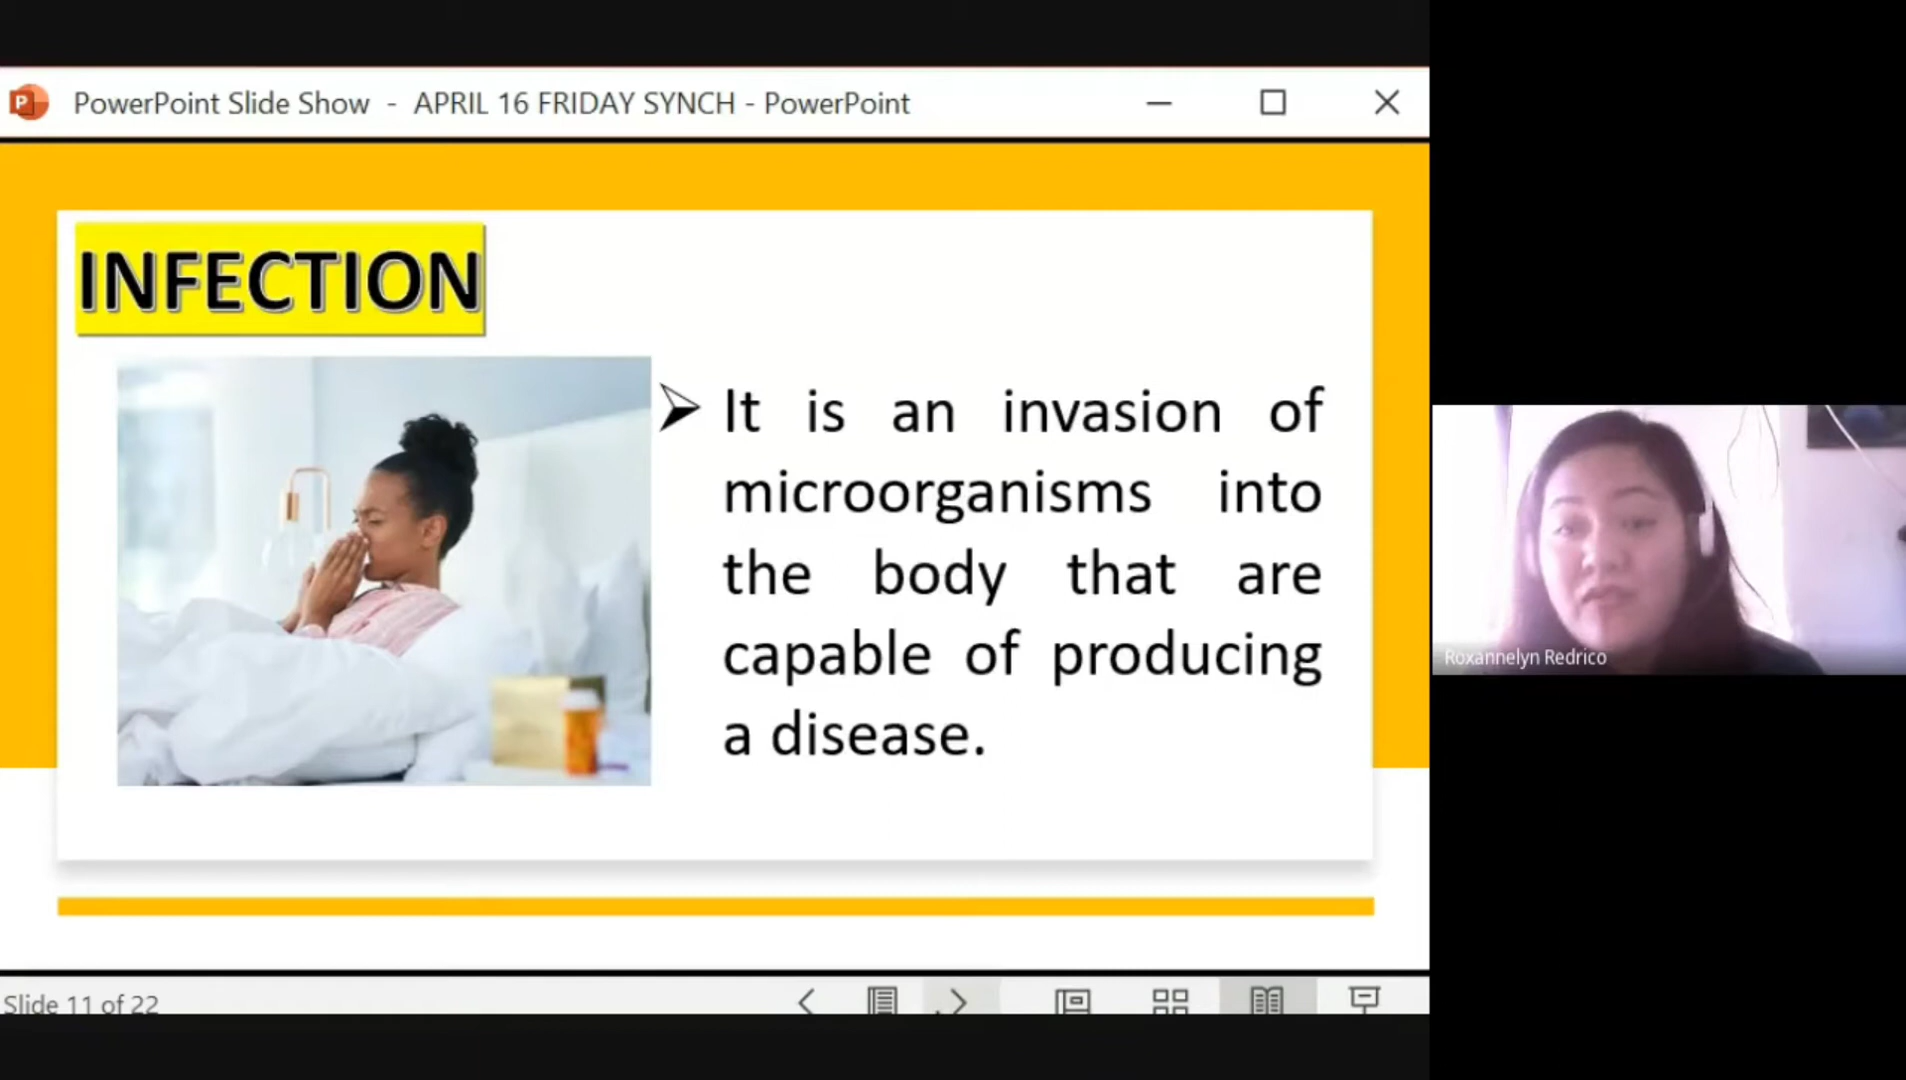 PowerPoint Slide Show - APRIL 16 FRIDAY SYNCH - PowerPoint
INFECTION
It is an invasion of
microorganisms into
the body that are
capable of producing
a disease.
Roxannelyn Redrico
Slide 11 of 22